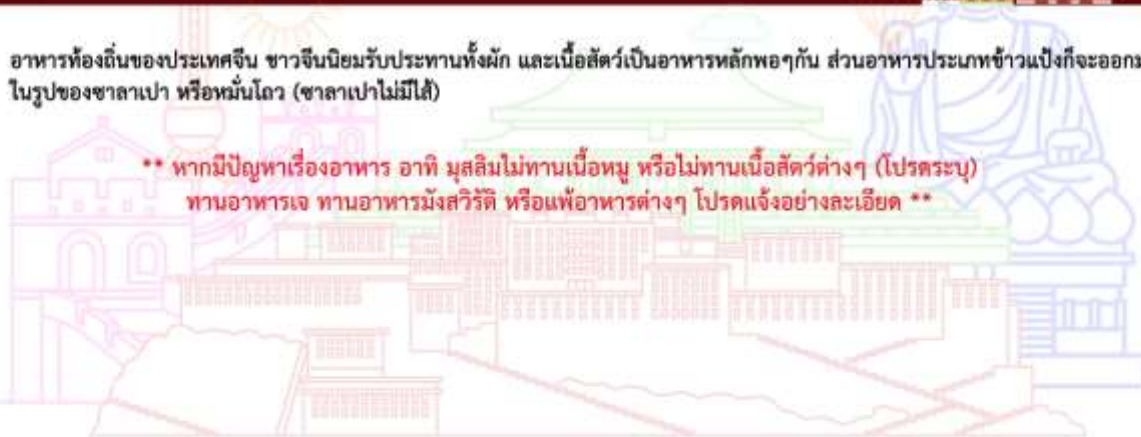 อาหารท้องถิ่นของประเทศจีน ชาวจีนนิยมรับประทานทั้งผัก และเนื้อสัตว์เป็นอาหารหลักพอๆกัน ส่วนอาหารประเภทข้าวแป้งก็จะออกม
ในรูปของซาลาเปา หรือหมั่นโถว (ซาลาเปาไม่มีไส้)
** หากมีปัญหาเรื่องอาหาร อาทิ มุสลิมไม่ทานเนื้อหมู หรือไม่ทานเนื้อสัตว์ต่างๆ (โปรดระบุ)
ทานอาหารเจ ทานอาหารมังสวิรัติ หรือแพ้อาหารต่างๆ โปรดแจ้งอย่างละเอียด **